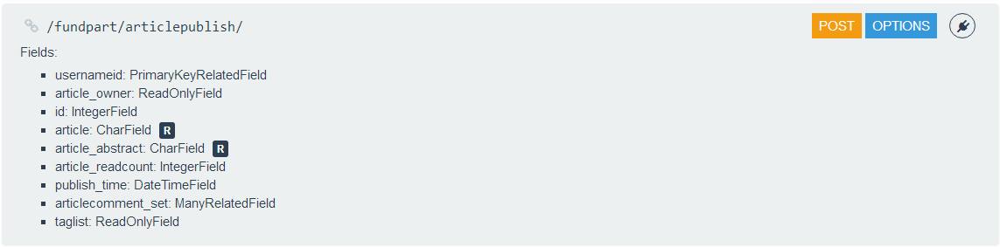 /fundpart/articlepublish/ POST OPTIONS
Fields:
usernameid: PrimaryKeyRelatedField
article_owner: ReadOnlyField
id: IntegerField
article: CharField R
article_abstract: CharField R
article_readcount: IntegerField
publish_time: DateTimeField
articlecomment_set: ManyRelatedField
taglist: ReadOnlyField